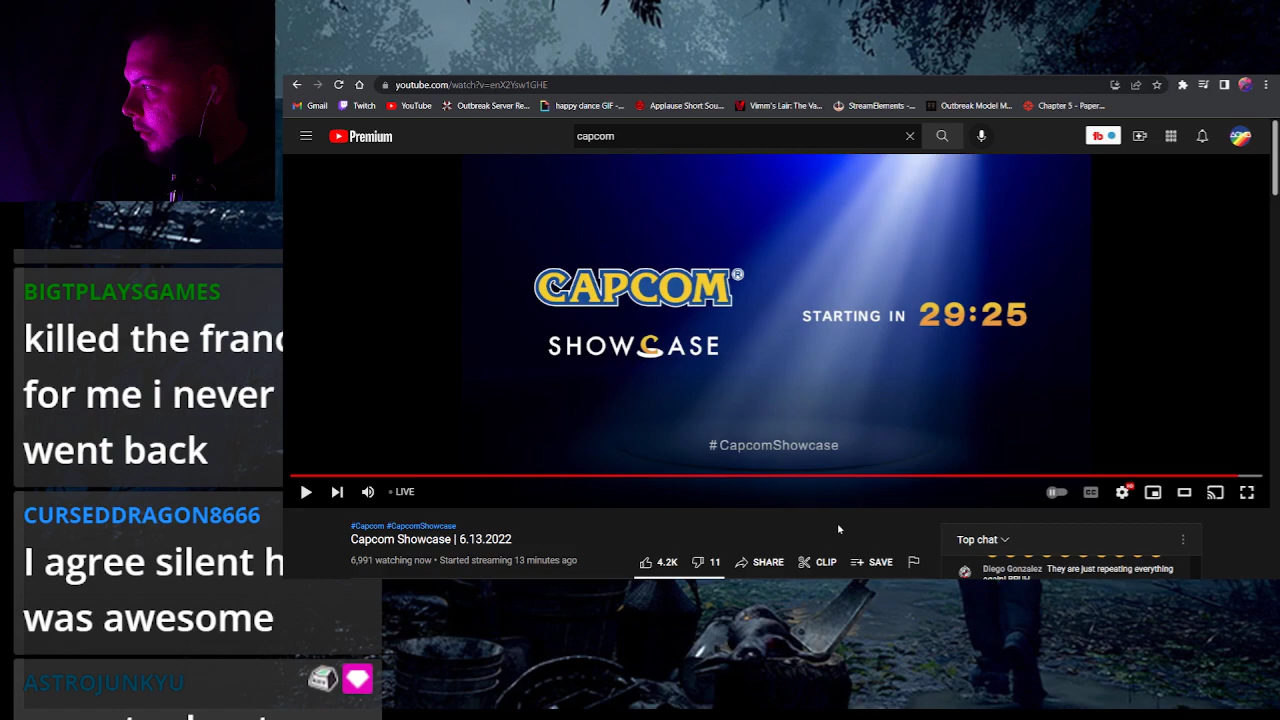 youtube.com/watch?v=enX2Ysw1GHE
Gmail Twitch YouTube Outbreak Server Re... happy dance GIF -... Applause Short Sou... Vimm's Lair: The Va... StreamElements -... Outbreak Model M... Chapter 5 - Paper...
Premium
capcom
fb
CAPCOM®
SHOWCASE
STARTING IN 29:25
#CapcomShowcase
LIVE
HD
#Capcom #CapcomShowcase
Capcom Showcase | 6.13.2022
6,991 watching now • Started streaming 13 minutes ago
4.2K 11 SHARE CLIP SAVE
Top chat
Diego Gonzalez They are just repeating everything
BIGTPLAYSGAMES
killed the franc
for me i never
went back
CURSEDDRAGON8666
I agree silent h
was awesome
ASTROJUNKYU